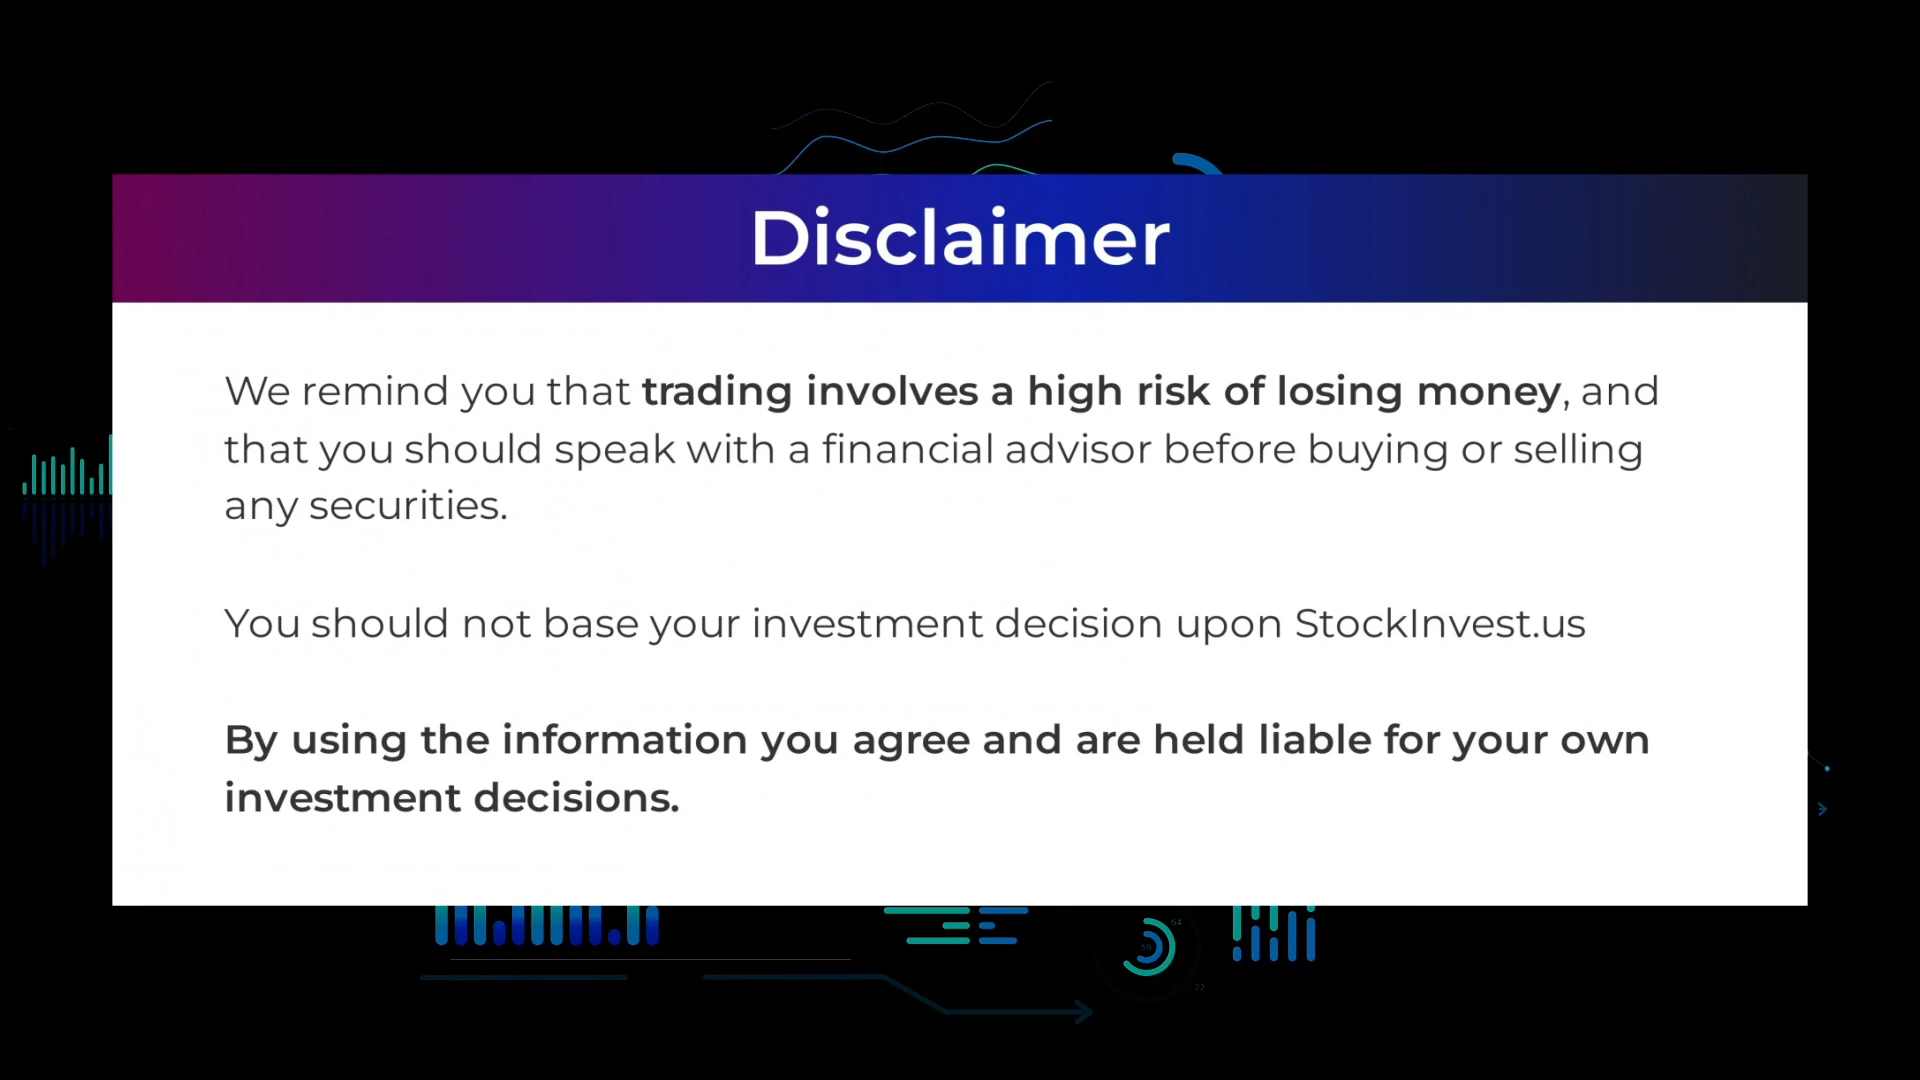 Disclaimer
We remind you that trading involves a high risk of losing money, and
that you should speak with a financial advisor before buying or selling
any securities.
You should not base your investment decision upon StockInvest.us
By using the information you agree and are held liable for your own
investment decisions.
64
72